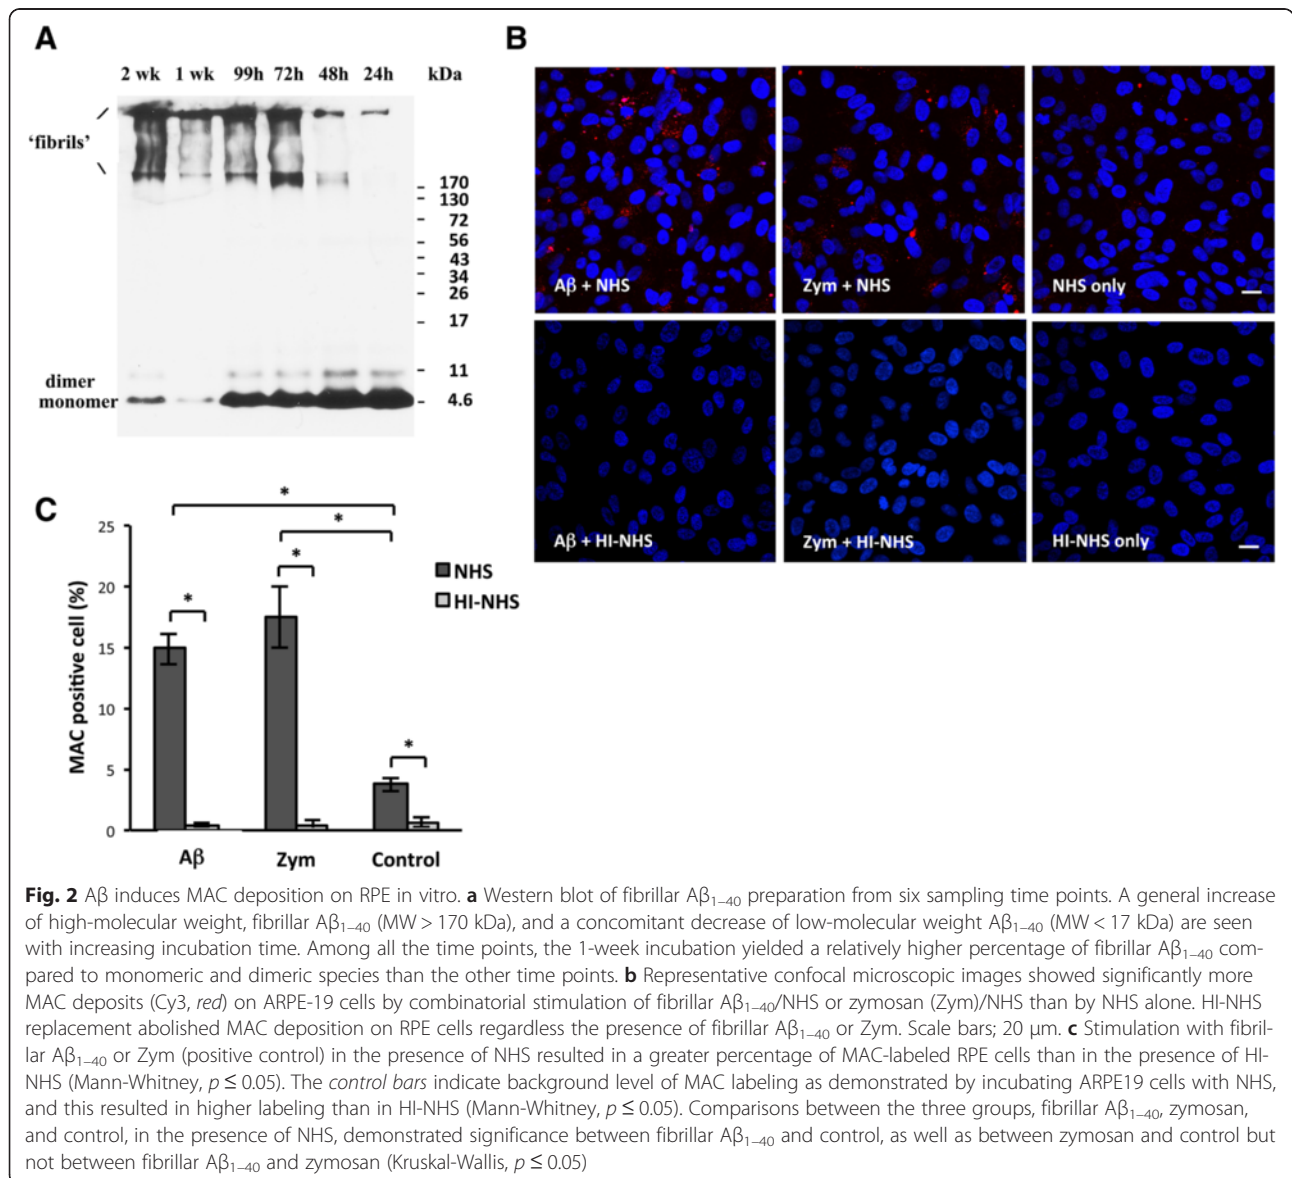 A
2 wk 1 wk 99h 72h 48h 24h kDa
'fibrils'
170
130
72
56
43
34
26
17
11
4.6
dimer
monomer
B
Aβ + NHS
Zym + NHS
NHS only
Aβ + HI-NHS
Zym + HI-NHS
HI-NHS only
C
*
*
*
*
*
NHS
HI-NHS
MAC positive cell (%)
25
20
15
10
5
0
Aβ Zym Control
Fig. 2 Aβ induces MAC deposition on RPE in vitro. a Western blot of fibrillar Aβ1–40 preparation from six sampling time points. A general increase
of high-molecular weight, fibrillar Aβ1–40 (MW > 170 kDa), and a concomitant decrease of low-molecular weight Aβ1–40 (MW < 17 kDa) are seen
with increasing incubation time. Among all the time points, the 1-week incubation yielded a relatively higher percentage of fibrillar Aβ1–40 com-
pared to monomeric and dimeric species than the other time points. b Representative confocal microscopic images showed significantly more
MAC deposits (Cy3, red) on ARPE-19 cells by combinatorial stimulation of fibrillar Aβ1–40/NHS or zymosan (Zym)/NHS than by NHS alone. HI-NHS
replacement abolished MAC deposition on RPE cells regardless the presence of fibrillar Aβ1–40 or Zym. Scale bars; 20 μm. c Stimulation with fibril-
lar Aβ1–40 or Zym (positive control) in the presence of NHS resulted in a greater percentage of MAC-labeled RPE cells than in the presence of HI-
NHS (Mann-Whitney, p ≤ 0.05). The control bars indicate background level of MAC labeling as demonstrated by incubating ARPE19 cells with NHS,
and this resulted in higher labeling than in HI-NHS (Mann-Whitney, p ≤ 0.05). Comparisons between the three groups, fibrillar Aβ1–40, zymosan,
and control, in the presence of NHS, demonstrated significance between fibrillar Aβ1–40 and control, as well as between zymosan and control but
not between fibrillar Aβ1–40 and zymosan (Kruskal-Wallis, p ≤ 0.05)